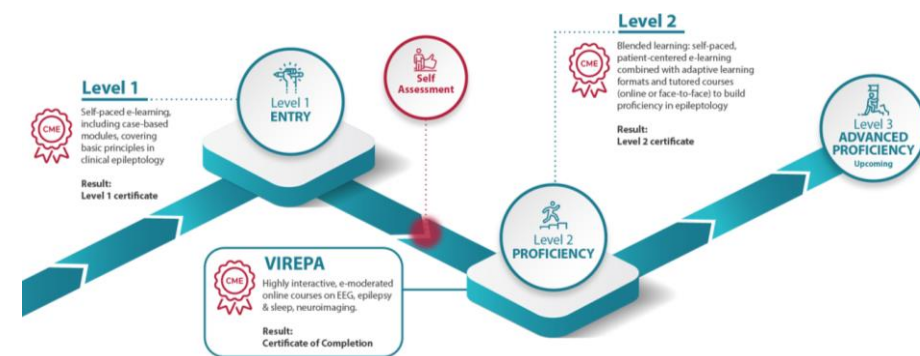 Level 1
CME
Self-paced e-learning,
including case-based
modules, covering
basic principles in
clinical epileptology
Result:
Level 1 certificate
Level 1
ENTRY
Self
Assessment
Level 2
CME
Blended learning: self-paced,
patient-centered e-learning
combined with adaptive learning
formats and tutored courses
(online or face-to-face) to build
proficiency in epileptology
Result:
Level 2 certificate
Level 3
ADVANCED
PROFICIENCY
Upcoming
Level 2
PROFICIENCY
VIREPA
CME
Highly interactive, e-moderated
online courses on EEG, epilepsy
& sleep, neuroimaging.
Result:
Certificate of Completion